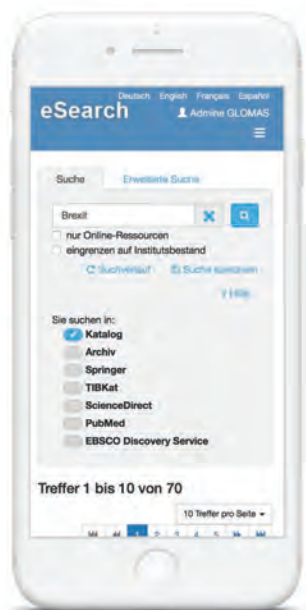 Deutsch English Français Español
eSearch
Admine GLOMAS
Suche Erweiterte Suche
Brexit
nur Online-Ressourcen
eingrenzen auf Institutsbestand
Suchverlauf Suche speichern
? Hilfe
Sie suchen in:
Katalog
Archiv
Springer
TIBKat
ScienceDirect
PubMed
EBSCO Discovery Service
Treffer 1 bis 10 von 70
10 Treffer pro Seite
1 2 3 4 5